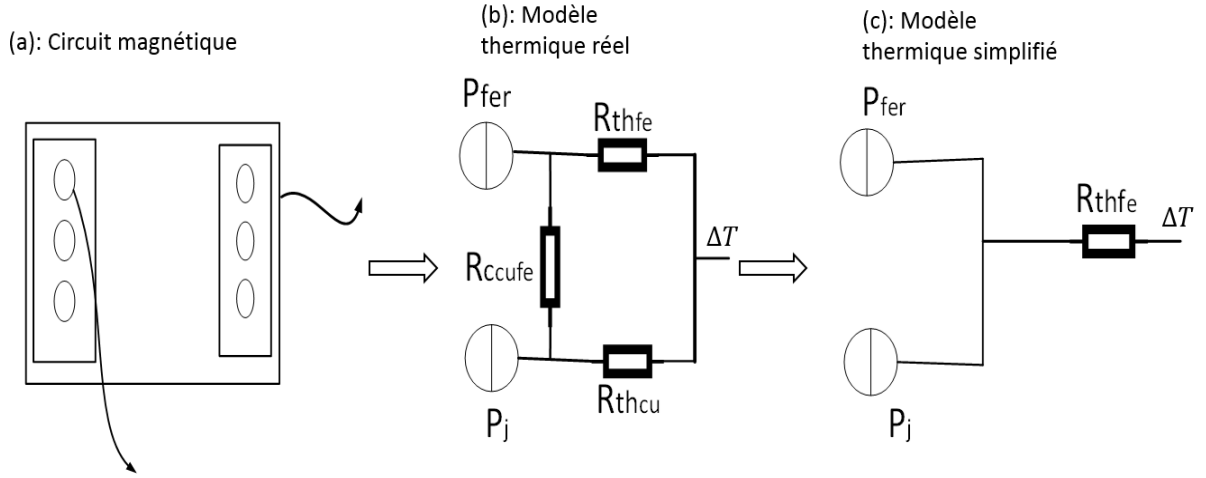 (a): Circuit magnétique
(b): Modèle
thermique réel
(c): Modèle
thermique simplifié
Pfer
Rthfe
Rccufe
ΔT
Pj
Rthcu
Pfer
Rthfe
ΔT
Pj